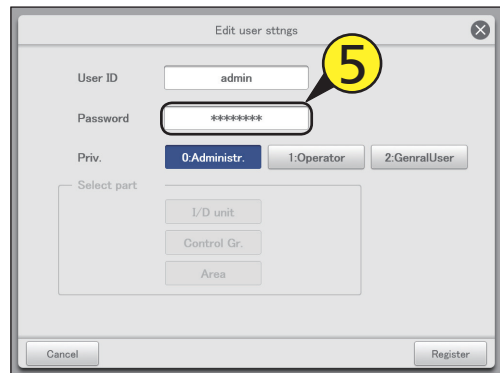 Edit user sttngs
5
User ID admin
Password ********
Priv. 0:Administr. 1:Operator 2:GenralUser
Select part
I/D unit
Control Gr.
Area
Cancel Register